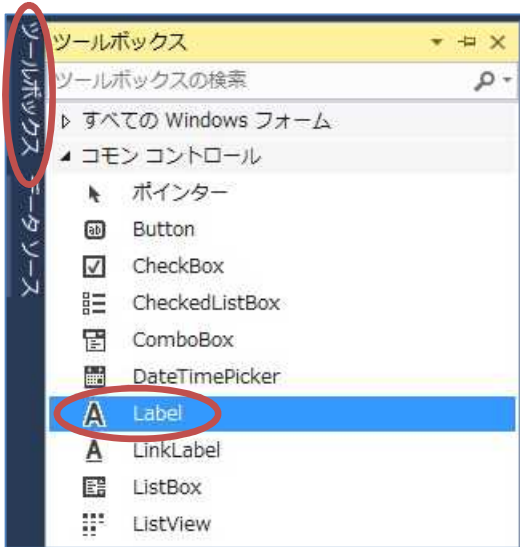 ツールボックス
データ ソース
ツールボックス
ツールボックスの検索
すべての Windows フォーム
コモン コントロール
ポインター
Button
CheckBox
CheckedListBox
ComboBox
DateTimePicker
Label
LinkLabel
ListBox
ListView